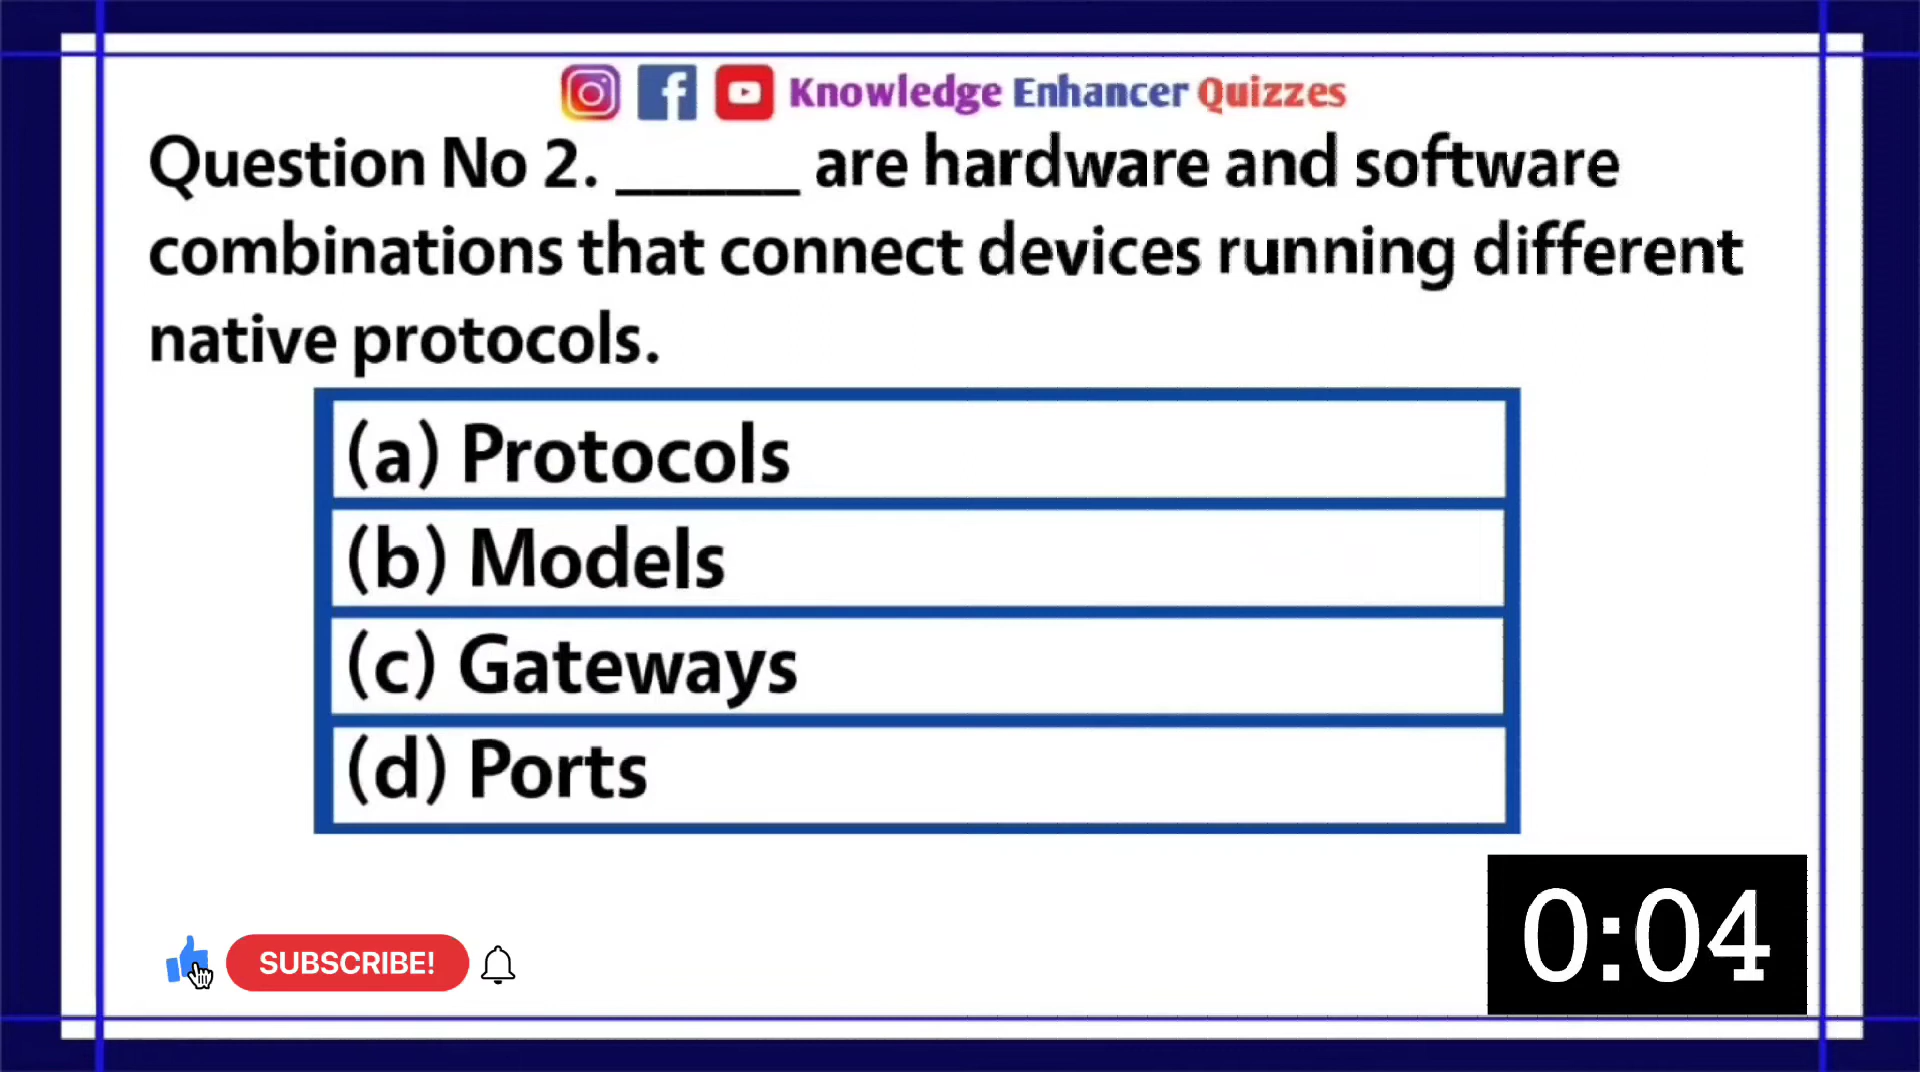 Knowledge Enhancer Quizzes
Question No 2. _____ are hardware and software
combinations that connect devices running different
native protocols.
(a) Protocols
(b) Models
(c) Gateways
(d) Ports
0:04
SUBSCRIBE!